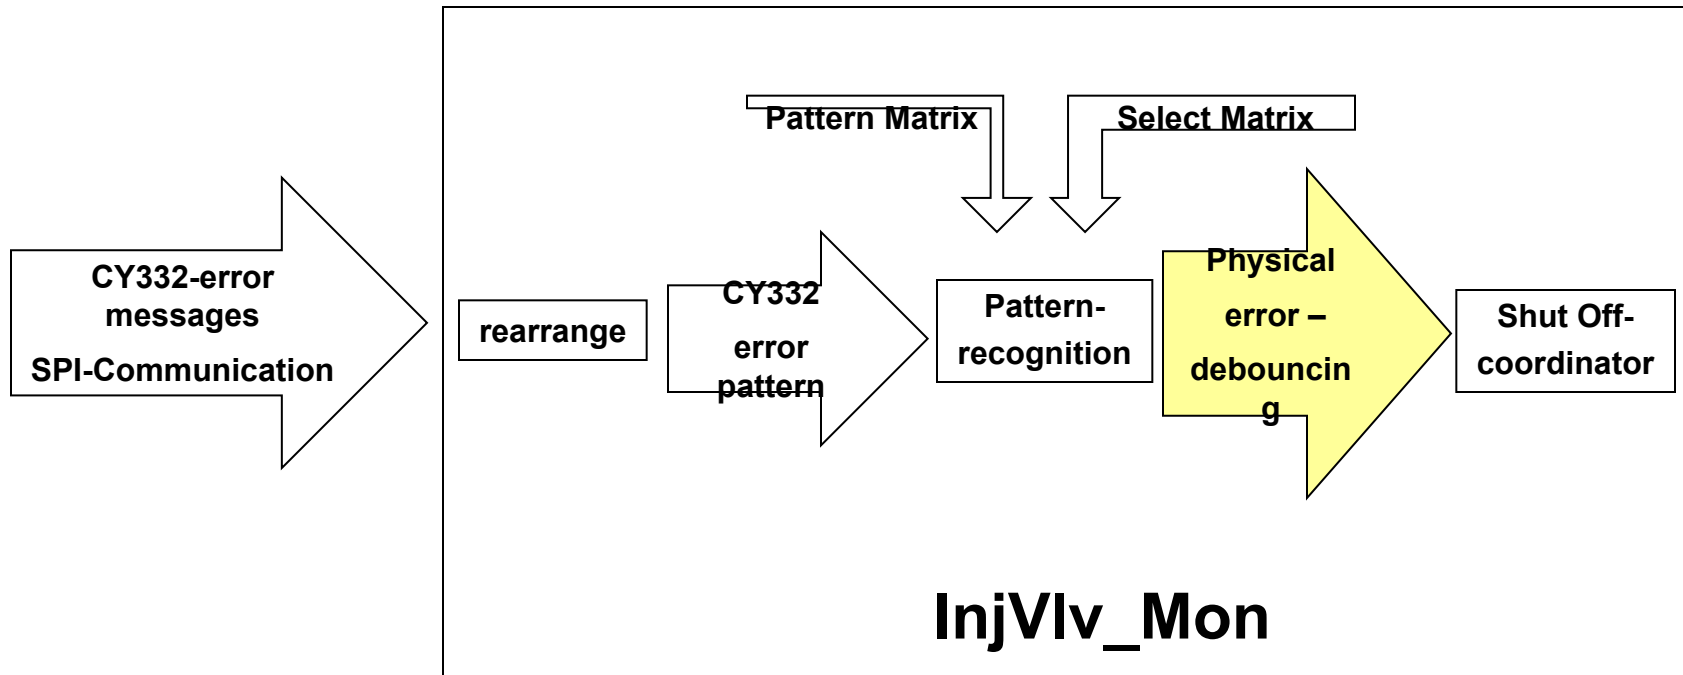 Pattern Matrix
Select Matrix
CY332-error
messages
SPI-Communication
rearrange
CY332
error
pattern
Pattern-
recognition
Physical
error –
debouncin
g
Shut Off-
coordinator
InjVlv_Mon